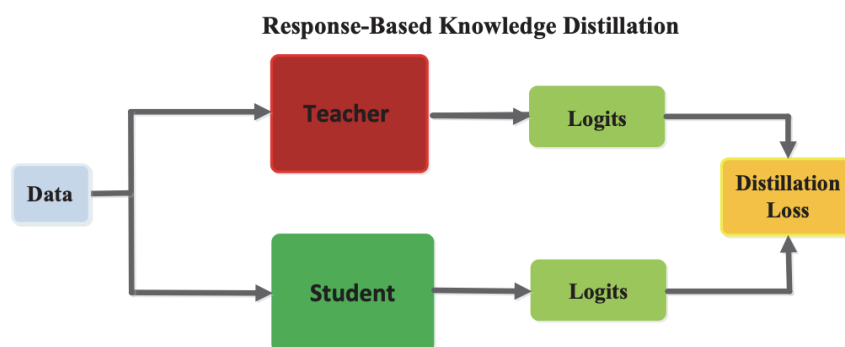 Response-Based Knowledge Distillation
Teacher
Logits
Data
Distillation
Loss
Student
Logits